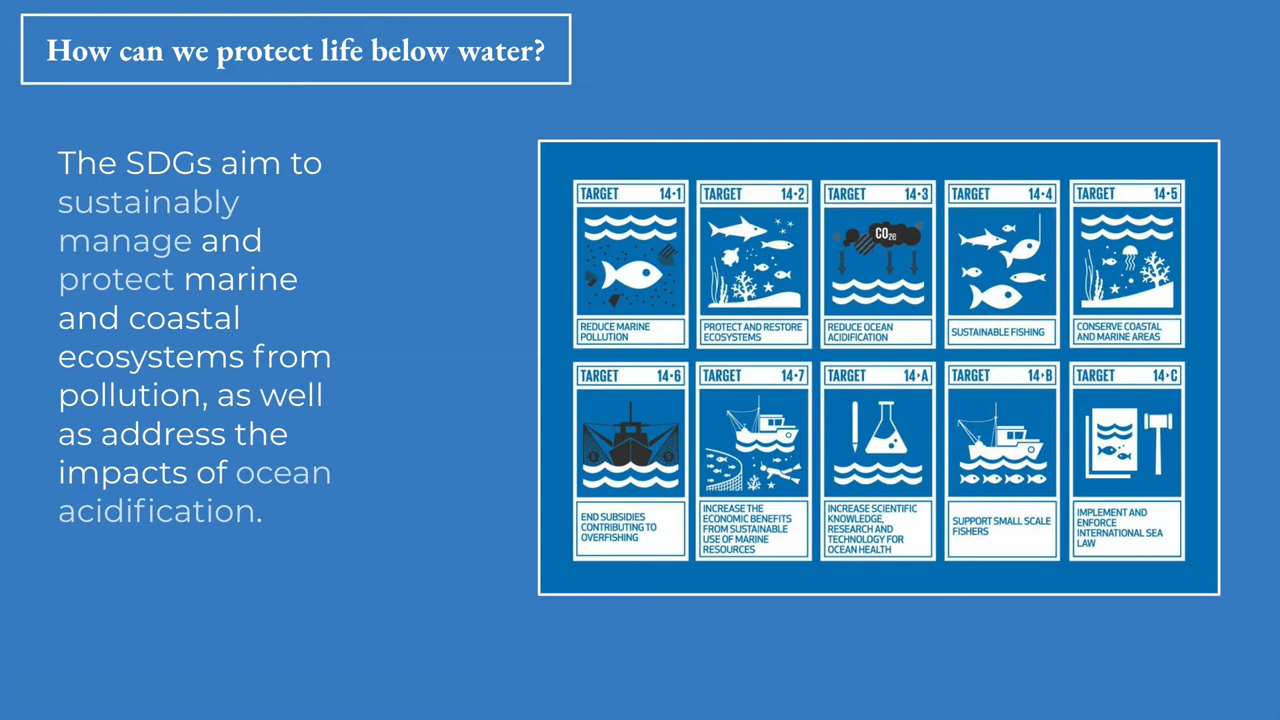 How can we protect life below water?
The SDGs aim to
sustainably
manage and
protect marine
and coastal
ecosystems from
pollution, as well
as address the
impacts of ocean
acidification.
TARGET 14·1
REDUCE MARINE
POLLUTION
TARGET 14·2
PROTECT AND RESTORE
ECOSYSTEMS
TARGET 14·3
CO₂e
REDUCE OCEAN
ACIDIFICATION
TARGET 14·4
SUSTAINABLE FISHING
TARGET 14·5
CONSERVE COASTAL
AND MARINE AREAS
TARGET 14·6
END SUBSIDIES
CONTRIBUTING TO
OVERFISHING
TARGET 14·7
INCREASE THE
ECONOMIC BENEFITS
FROM SUSTAINABLE
USE OF MARINE
RESOURCES
TARGET 14·A
INCREASE SCIENTIFIC
KNOWLEDGE,
RESEARCH AND
TECHNOLOGY FOR
OCEAN HEALTH
TARGET 14·B
SUPPORT SMALL SCALE
FISHERS
TARGET 14·C
IMPLEMENT AND
ENFORCE
INTERNATIONAL SEA
LAW